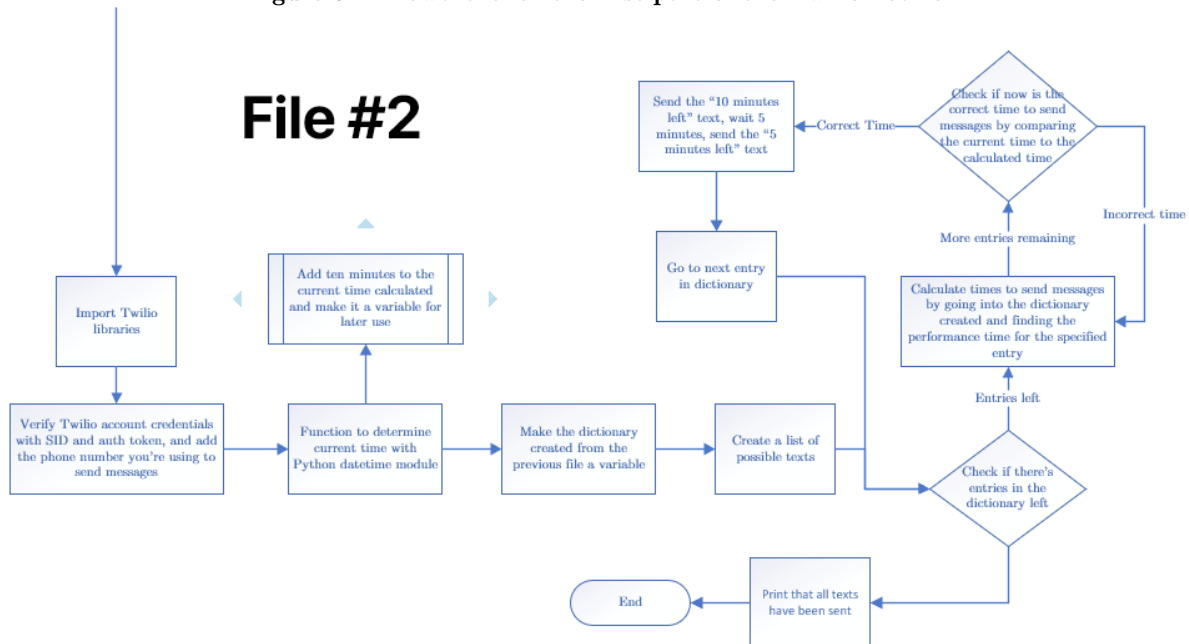 File #2
Send the “10 minutes
left” text, wait 5
minutes, send the “5
minutes left” text
Correct Time
Check if now is the
correct time to send
messages by comparing
the current time to the
calculated time
Incorrect time
More entries remaining
Go to next entry
in dictionary
Add ten minutes to the
current time calculated
and make it a variable for
later use
Import Twilio
libraries
Calculate times to send messages
by going into the dictionary
created and finding the
performance time for the specified
entry
Entries left
Verify Twilio account credentials
with SID and auth token, and add
the phone number you’re using to
send messages
Function to determine
current time with
Python datetime module
Make the dictionary
created from the
previous file a variable
Create a list of
possible texts
Check if there’s
entries in the
dictionary left
Print that all texts
have been sent
End